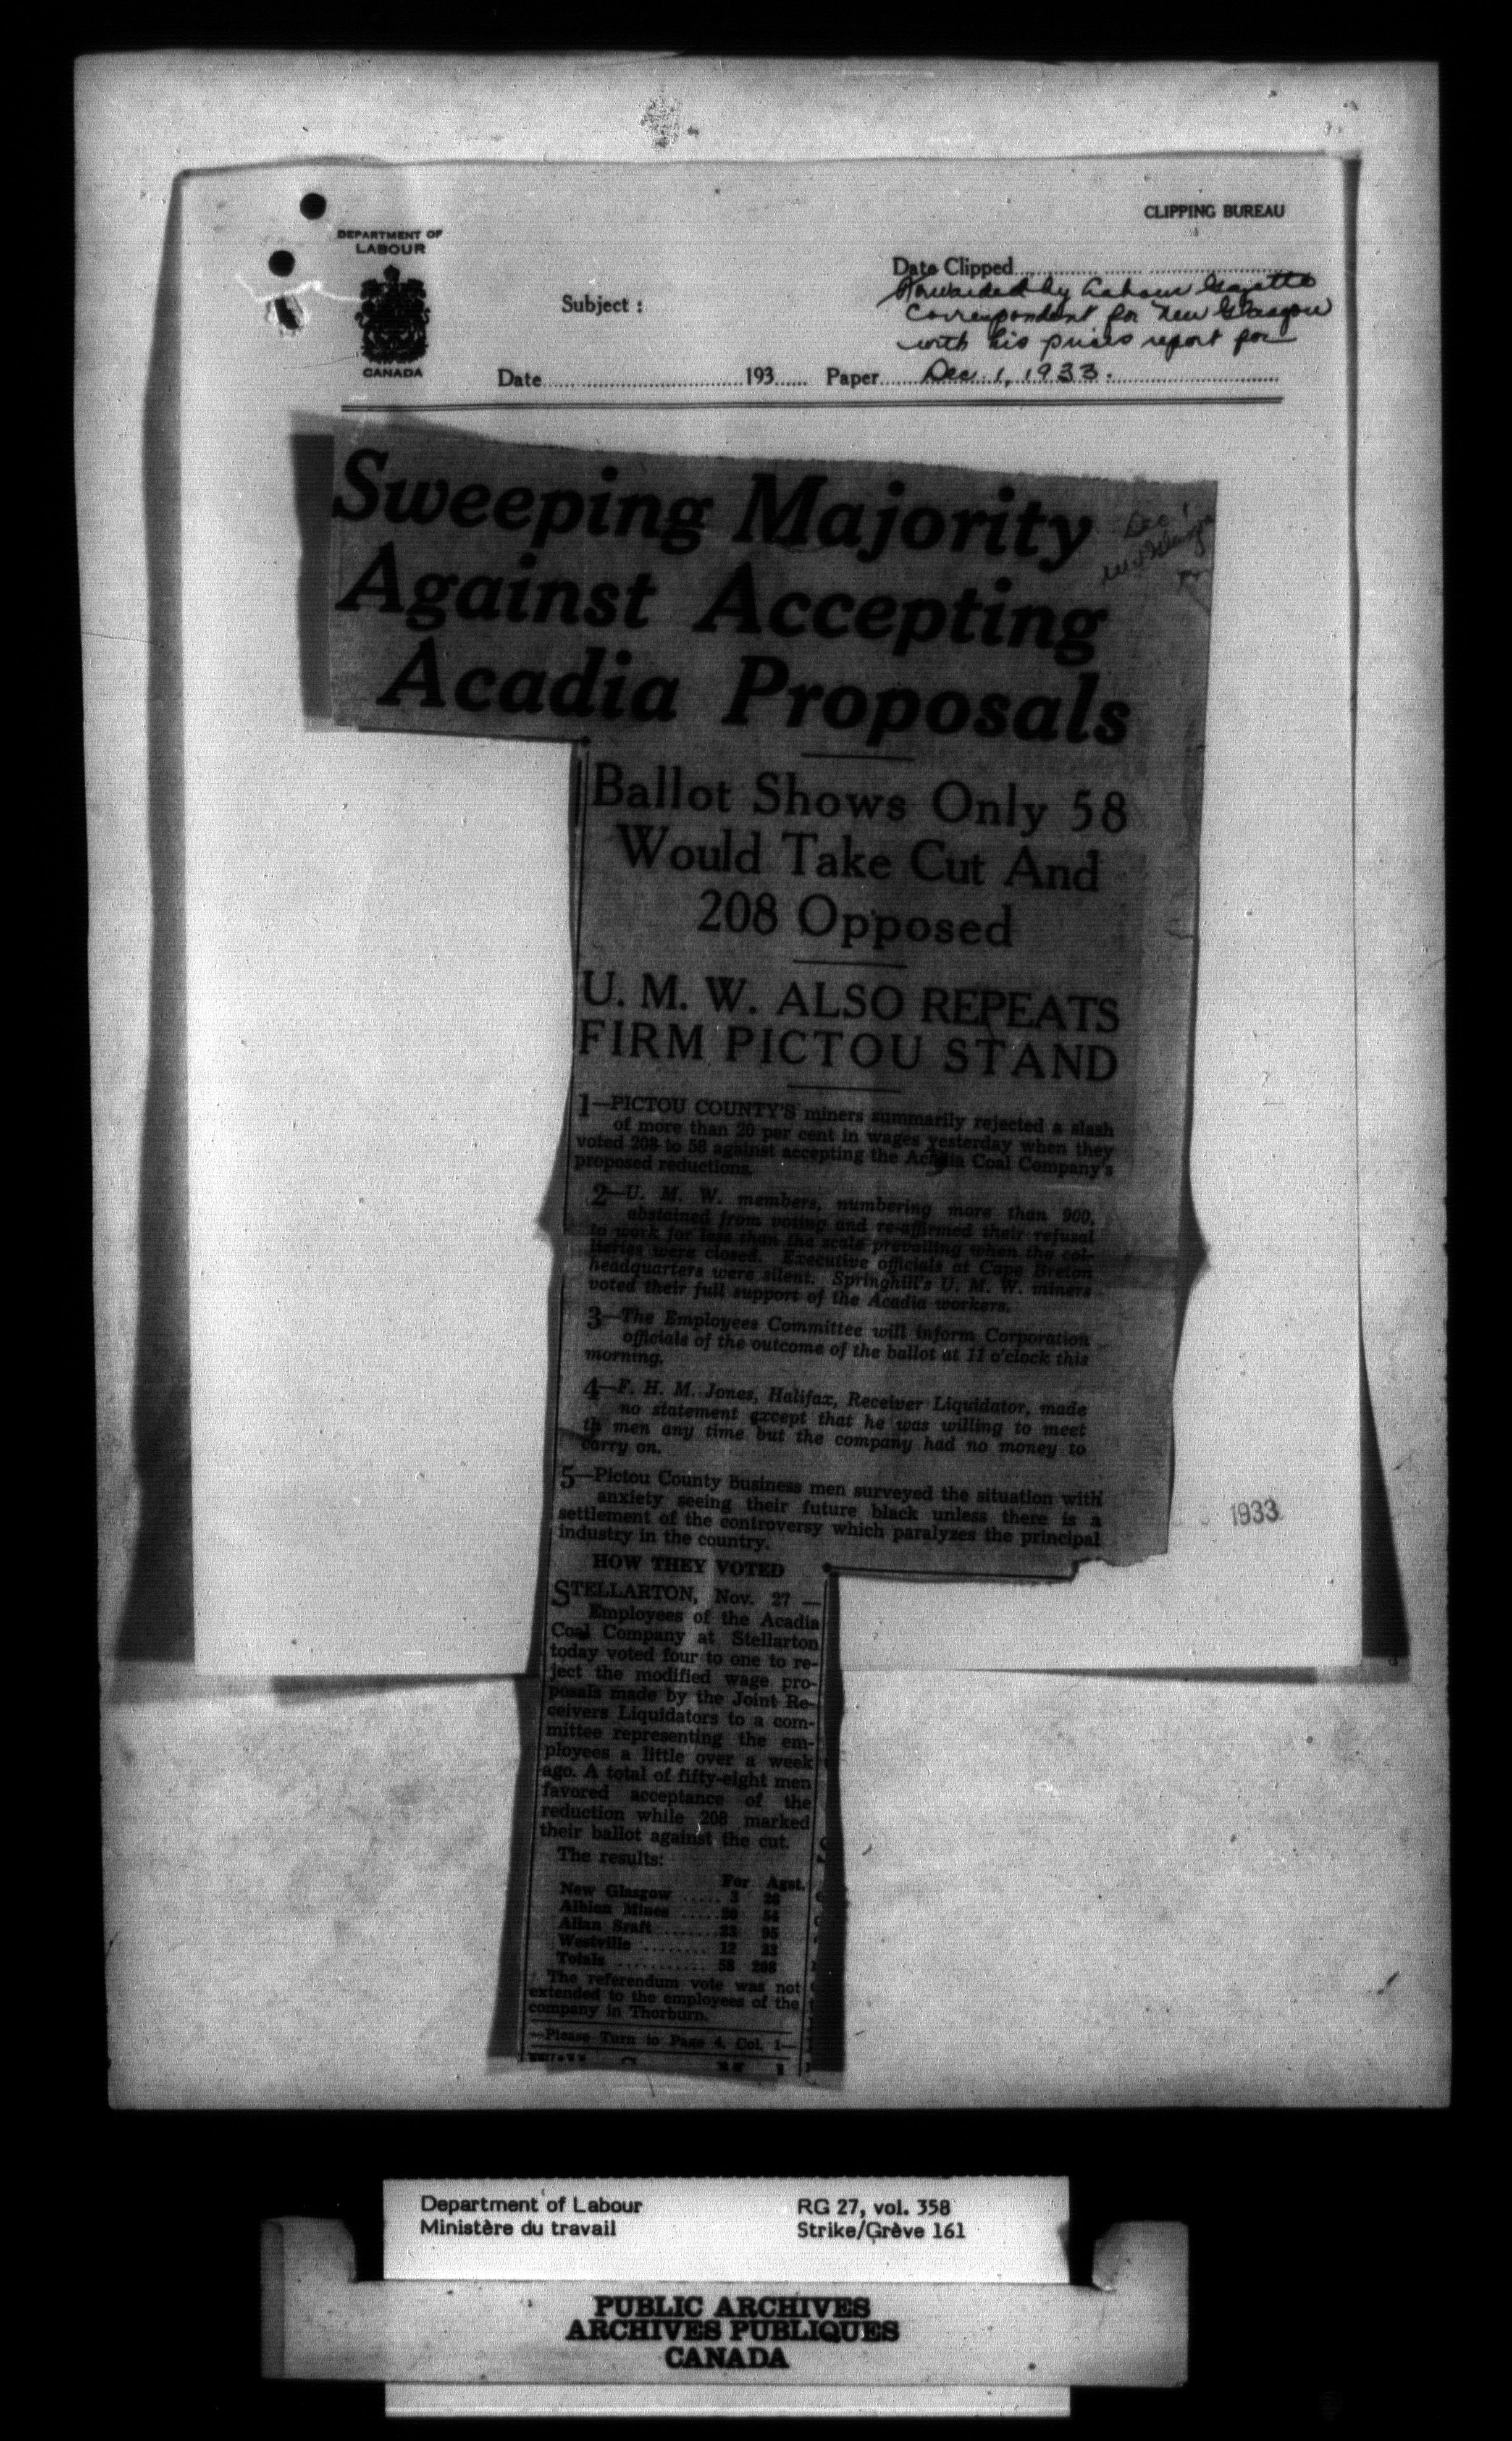 CLIPPING BUREAU
DEPARTMENT OF
LABOUR
CANADA
Subject :
Date Clipped
Forwarded by Labour Gazette
correspondent for New Glasgow
with his prices report for
Date 193 Paper Dec. 1, 1933.
Dec 1
New Glasgow
Sweeping Majority
Against Accepting
Acadia Proposals
Ballot Shows Only 58
Would Take Cut And
208 Opposed
U. M. W. ALSO REPEATS
FIRM PICTOU STAND
1—PICTOU COUNTY'S miners summarily rejected a slash
of more than 20 per cent in wages yesterday when they
voted 208 to 58 against accepting the Acadia Coal Company's
proposed reductions.
2—U. M. W. members, numbering more than 900,
abstained from voting and re-affirmed their refusal
to work for less than the scale prevailing when the col-
lieries were closed. Executive officials at Cape Breton
headquarters were silent. Springhill's U. M. W. miners
voted their full support of the Acadia workers.
3—The Employees Committee will inform Corporation
officials of the outcome of the ballot at 11 o'clock this
morning.
4—F. H. M. Jones, Halifax, Receiver Liquidator, made
no statement except that he was willing to meet
th men any time but the company had no money to
carry on.
5—Pictou County business men surveyed the situation with
anxiety seeing their future black unless there is a
settlement of the controversy which paralyzes the principal
industry in the country.
1933
HOW THEY VOTED
STELLARTON, Nov. 27 —
Employees of the Acadia
Coal Company at Stellarton
today voted four to one to re-
ject the modified wage pro-
posals made by the Joint Re-
ceivers Liquidators to a com-
mittee representing the em-
ployees a little over a week
ago. A total of fifty-eight men
favored acceptance of the
reduction while 208 marked
their ballot against the cut.
The results:
For Agst.
New Glasgow ..... 3 26
Albion Mines ..... 20 54
Allan Sraft ....... 23 95
Westville ........ 12 33
Totals ........... 58 208
The referendum vote was not
extended to the employees of the
company in Thorburn.
—Please Turn to Page 4, Col. 1—
Department of Labour RG 27, vol. 358
Ministère du travail Strike/Grève 161
PUBLIC ARCHIVES
ARCHIVES PUBLIQUES
CANADA